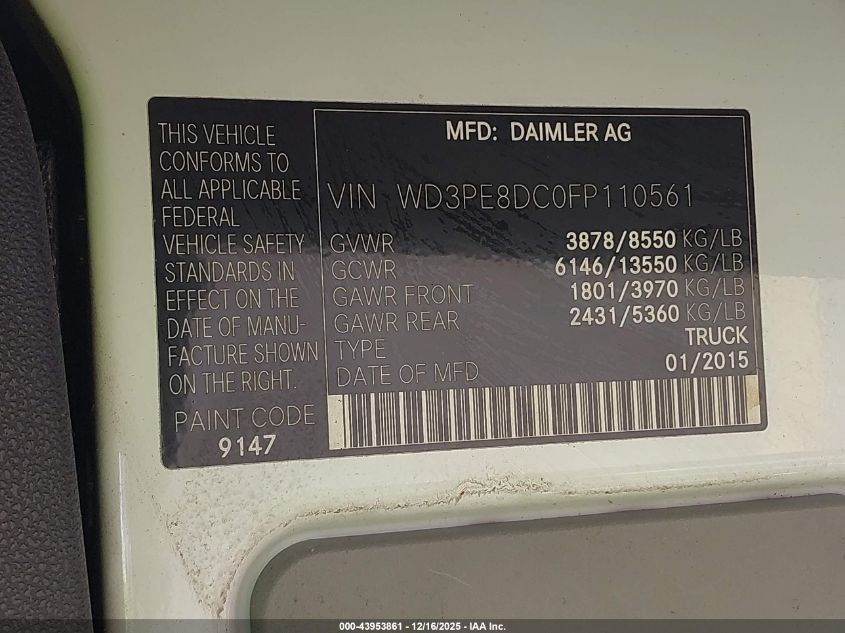 THIS VEHICLE
CONFORMS TO
ALL APPLICABLE
FEDERAL
VEHICLE SAFETY
STANDARDS IN
EFFECT ON THE
DATE OF MANU-
FACTURE SHOWN
ON THE RIGHT.
PAINT CODE
9147
MFD: DAIMLER AG
VIN WD3PE8DC0FP110561
GVWR 3878/8550 KG/LB
GCWR 6146/13550 KG/LB
GAWR FRONT 1801/3970 KG/LB
GAWR REAR 2431/5360 KG/LB
TYPE TRUCK
DATE OF MFD 01/2015
000-43953861 - 12/16/2025 - IAA Inc.